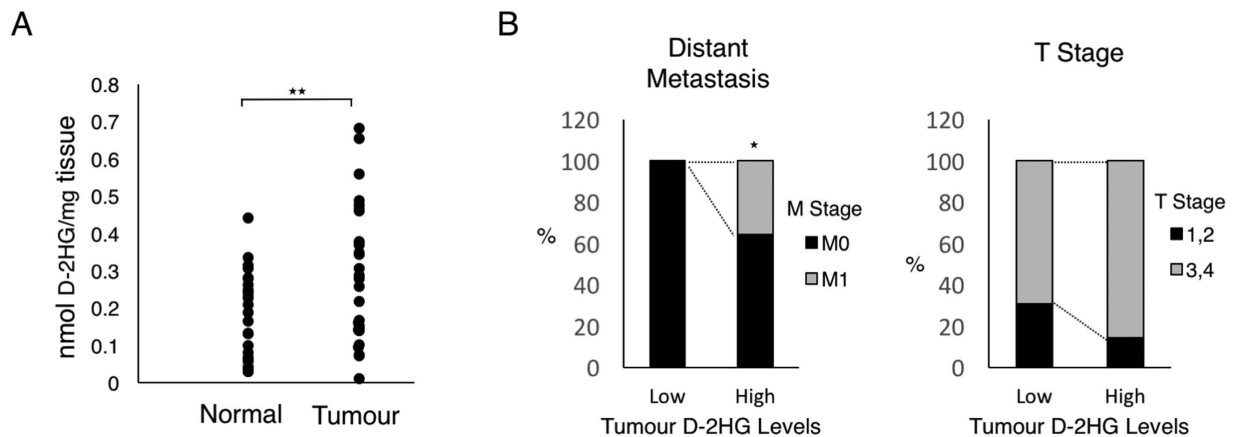 A
nmol D-2HG/mg tissue
0.8
0.7
0.6
0.5
0.4
0.3
0.2
0.1
0
★★
Normal
Tumour
B
Distant
Metastasis
%
120
100
80
60
40
20
0
★
Low
High
Tumour D-2HG Levels
M Stage
M0
M1
T Stage
%
120
100
80
60
40
20
0
Low
High
Tumour D-2HG Levels
T Stage
1,2
3,4